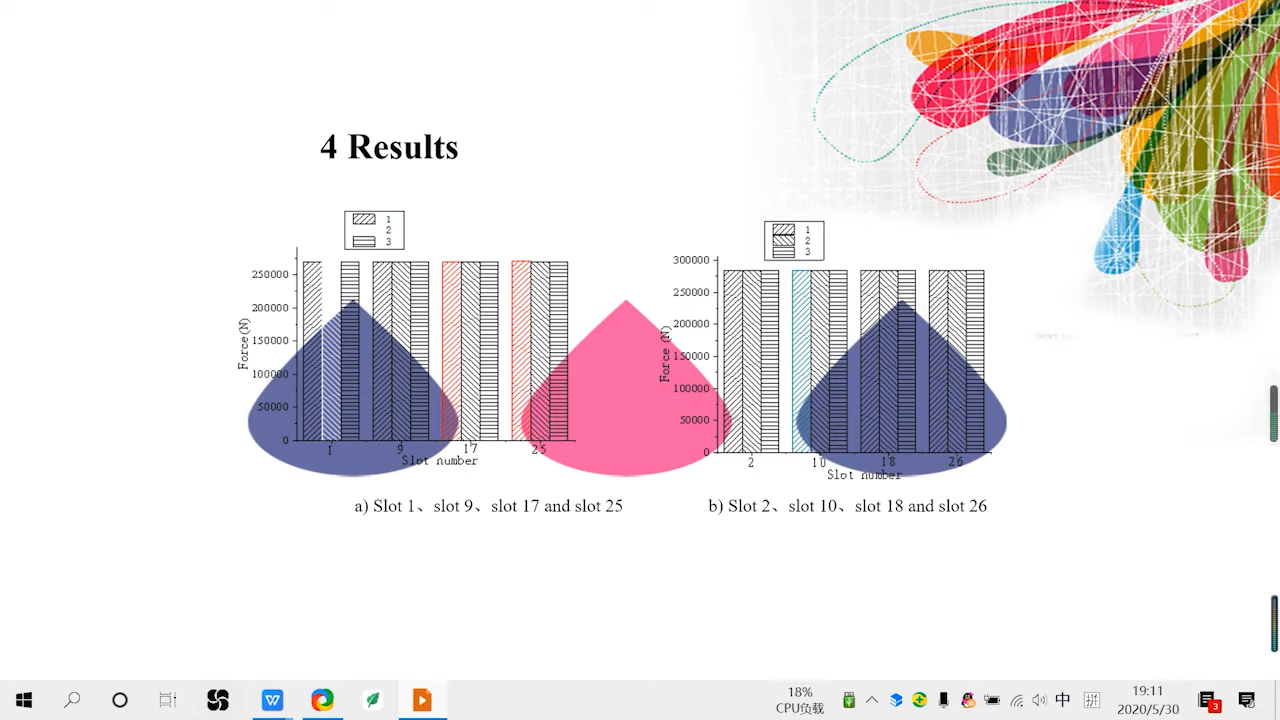 4 Results
1
2
3
250000
200000
150000
100000
50000
0
Force(N)
1 9 17 25
Slot number
a) Slot 1、slot 9、slot 17 and slot 25
1
2
3
300000
250000
200000
150000
100000
50000
0
Force (N)
2 10 18 26
Slot number
b) Slot 2、slot 10、slot 18 and slot 26
18%
CPU负载
中
拼
19:11
2020/5/30
3